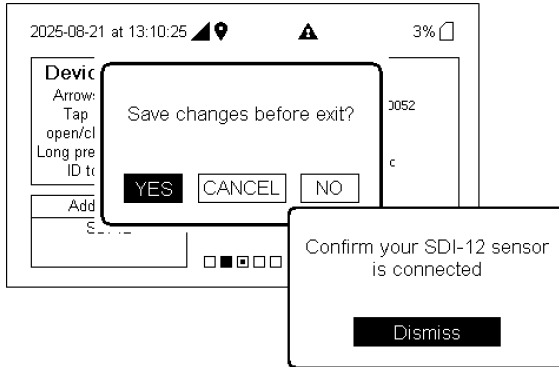 2025-08-21 at 13:10:25
3%
Devic
Arrow
Tap
open/cl
Long pre
ID to
0052
c
Add
Save changes before exit?
YES CANCEL NO
Confirm your SDI-12 sensor
is connected
Dismiss